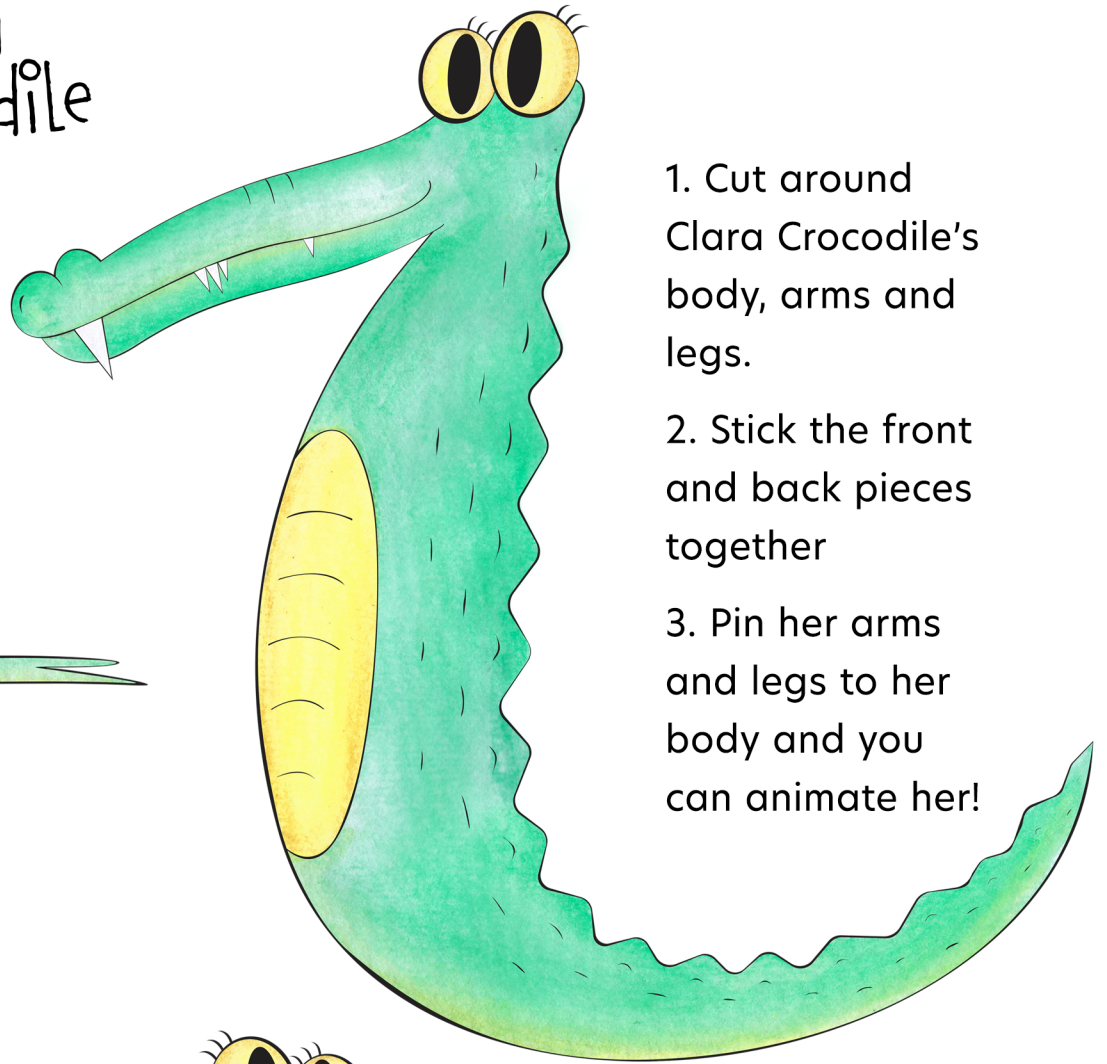 dile
1. Cut around
Clara Crocodile’s
body, arms and
legs.
2. Stick the front
and back pieces
together
3. Pin her arms
and legs to her
body and you
can animate her!